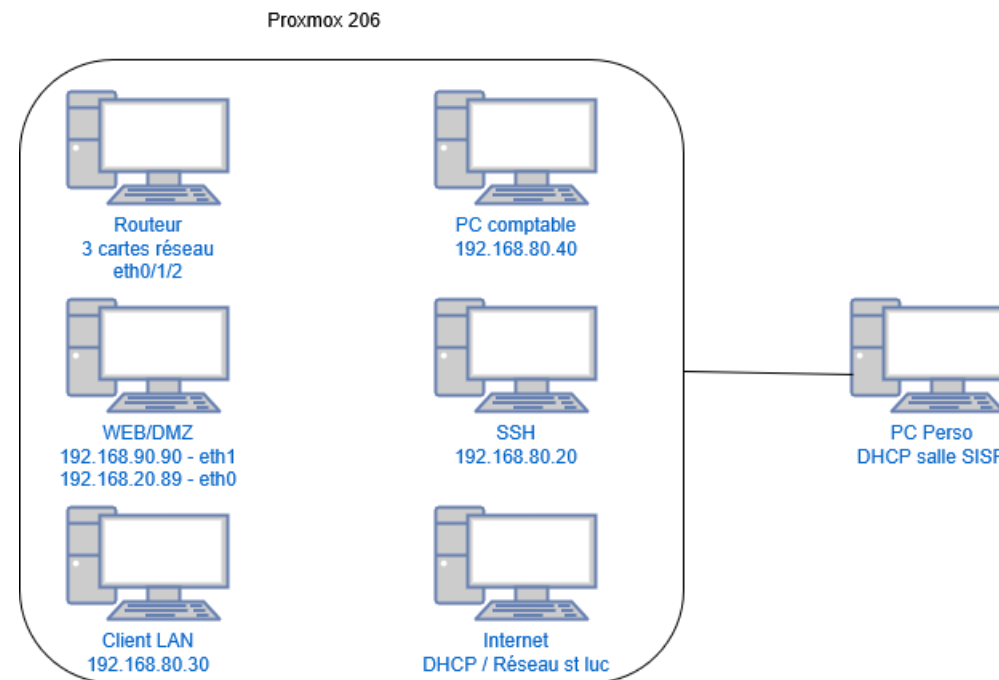 Proxmox 206
Routeur
3 cartes réseau
eth0/1/2
PC comptable
192.168.80.40
WEB/DMZ
192.168.90.90 - eth1
192.168.20.89 - eth0
SSH
192.168.80.20
PC Perso
DHCP salle SISR
Client LAN
192.168.80.30
Internet
DHCP / Réseau st luc